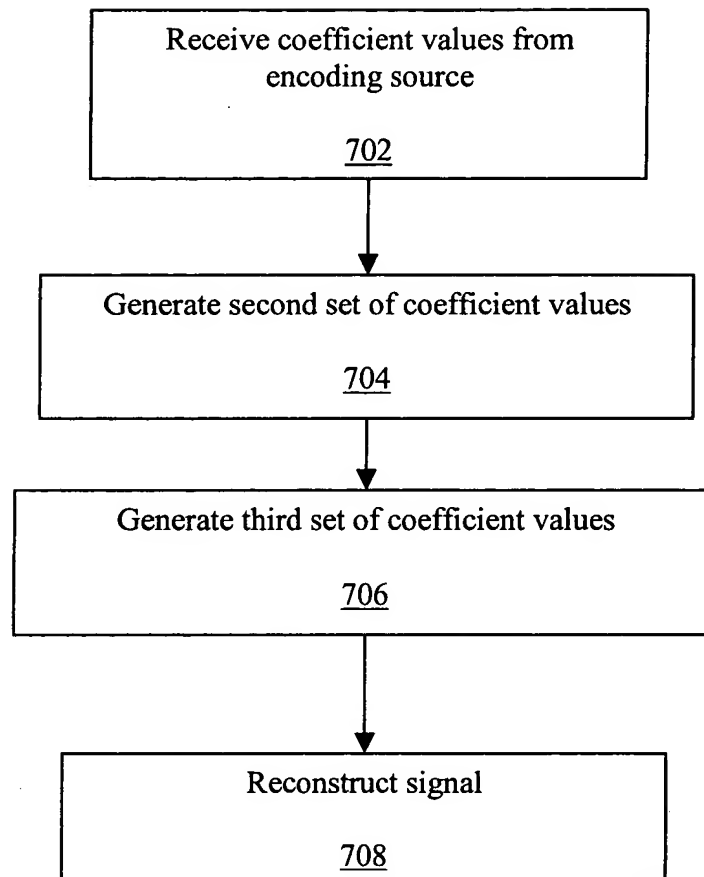 Receive coefficient values from
encoding source
702
Generate second set of coefficient values
704
Generate third set of coefficient values
706
Reconstruct signal
708